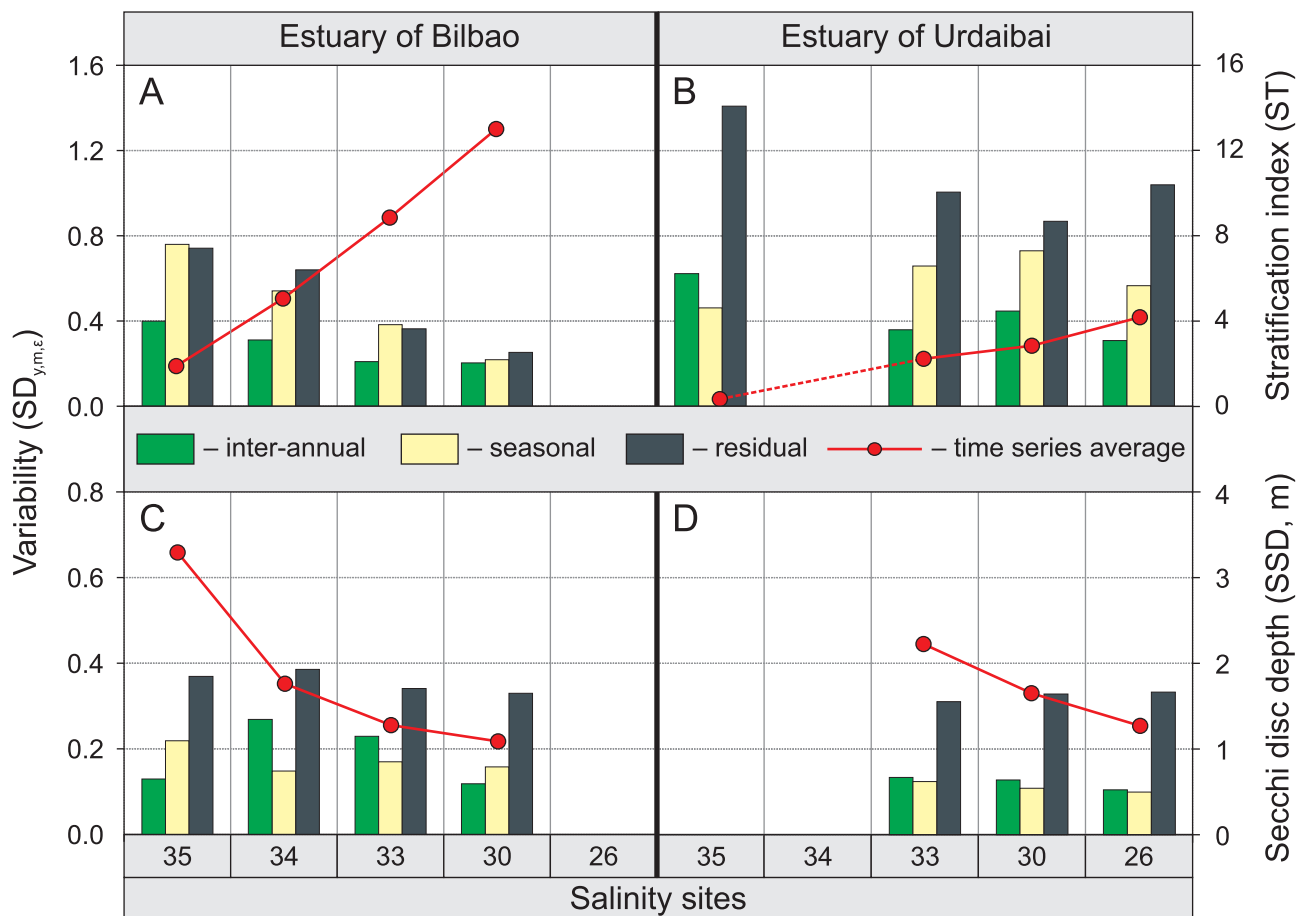 Estuary of Bilbao
Estuary of Urdaibai
A
B
1.6
1.2
0.8
0.4
0.0
16
12
8
4
0
Variability (SDy,m,ε)
Stratification index (ST)
– inter-annual
– seasonal
– residual
– time series average
C
D
0.8
0.6
0.4
0.2
0.0
4
3
2
1
0
Secchi disc depth (SSD, m)
35 34 33 30 26 35 34 33 30 26
Salinity sites